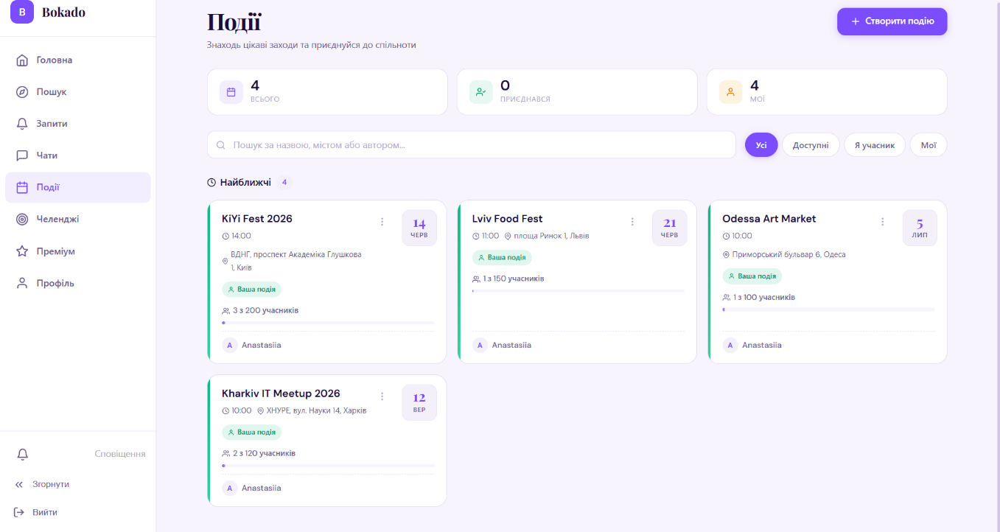 B Bokado
Головна
Пошук
Запити
Чати
Події
Челенджі
Преміум
Профіль
Сповіщення
Згорнути
Вийти
Події
Знаходь цікаві заходи та приєднуйся до спільноти
+ Створити подію
4
ВСЬОГО
0
ПРИЄДНАВСЯ
4
МОЇ
Пошук за назвою, містом або автором...
Усі
Доступні
Я учасник
Мої
Найближчі 4
KiYi Fest 2026
14
ЧЕРВ
14:00
ВДНГ, проспект Академіка Глушкова
1, Київ
Ваша подія
3 з 200 учасників
A Anastasiia
Lviv Food Fest
21
ЧЕРВ
11:00 площа Ринок 1, Львів
Ваша подія
1 з 150 учасників
A Anastasiia
Odessa Art Market
5
ЛИП
10:00
Приморський бульвар 6, Одеса
Ваша подія
1 з 100 учасників
A Anastasiia
Kharkiv IT Meetup 2026
12
ВЕР
10:00 ХНУРЕ, вул. Науки 14, Харків
Ваша подія
2 з 120 учасників
A Anastasiia